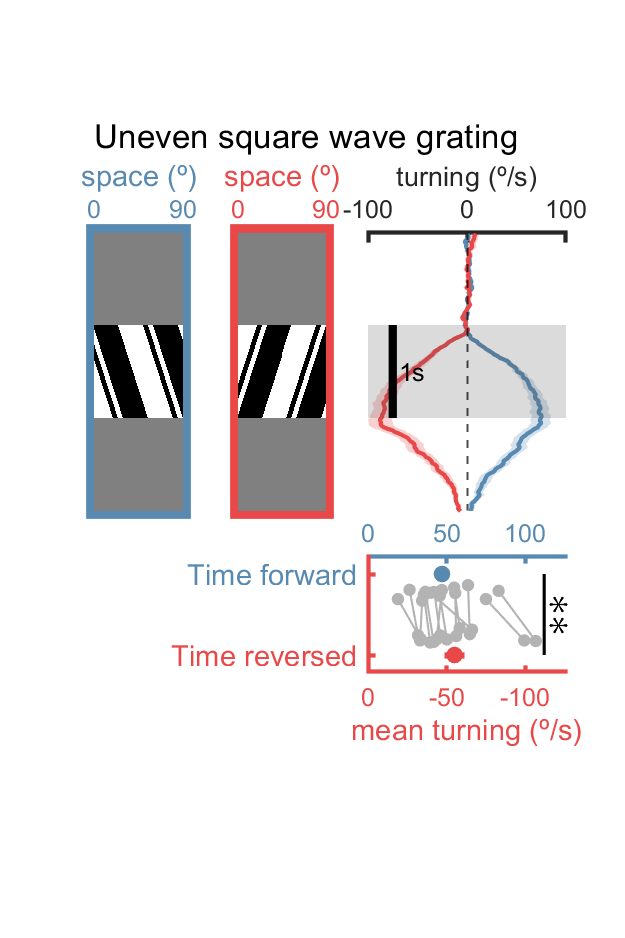 Uneven square wave grating
space (º) space (º) turning (º/s)
0 90 0 90 -100 0 100
1s
0 50 100
Time forward
**
Time reversed
0 -50 -100
mean turning (º/s)